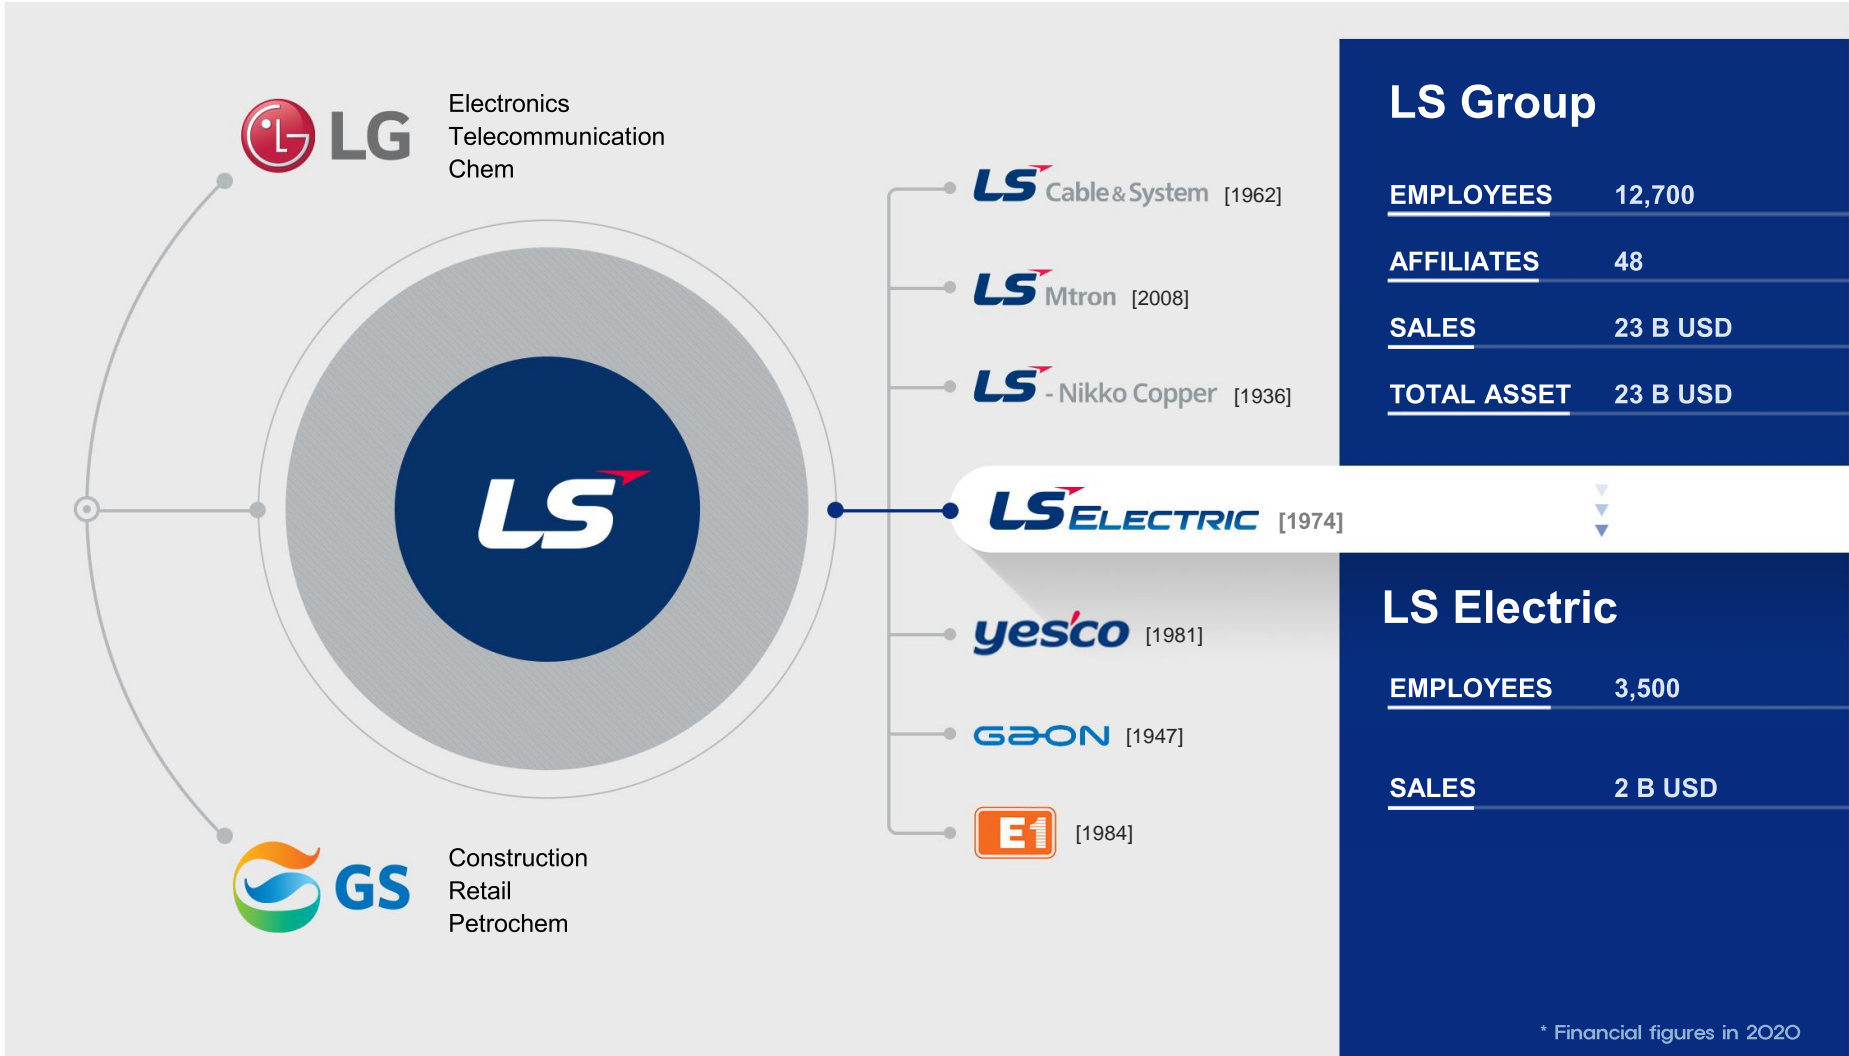 LG
Electronics
Telecommunication
Chem
LS
GS
Construction
Retail
Petrochem
LS Cable & System [1962]
LS Mtron [2008]
LS - Nikko Copper [1936]
LS ELECTRIC [1974]
yesco [1981]
GAON [1947]
E1 [1984]
LS Group
EMPLOYEES 12,700
AFFILIATES 48
SALES 23 B USD
TOTAL ASSET 23 B USD
LS Electric
EMPLOYEES 3,500
SALES 2 B USD
* Financial figures in 2020